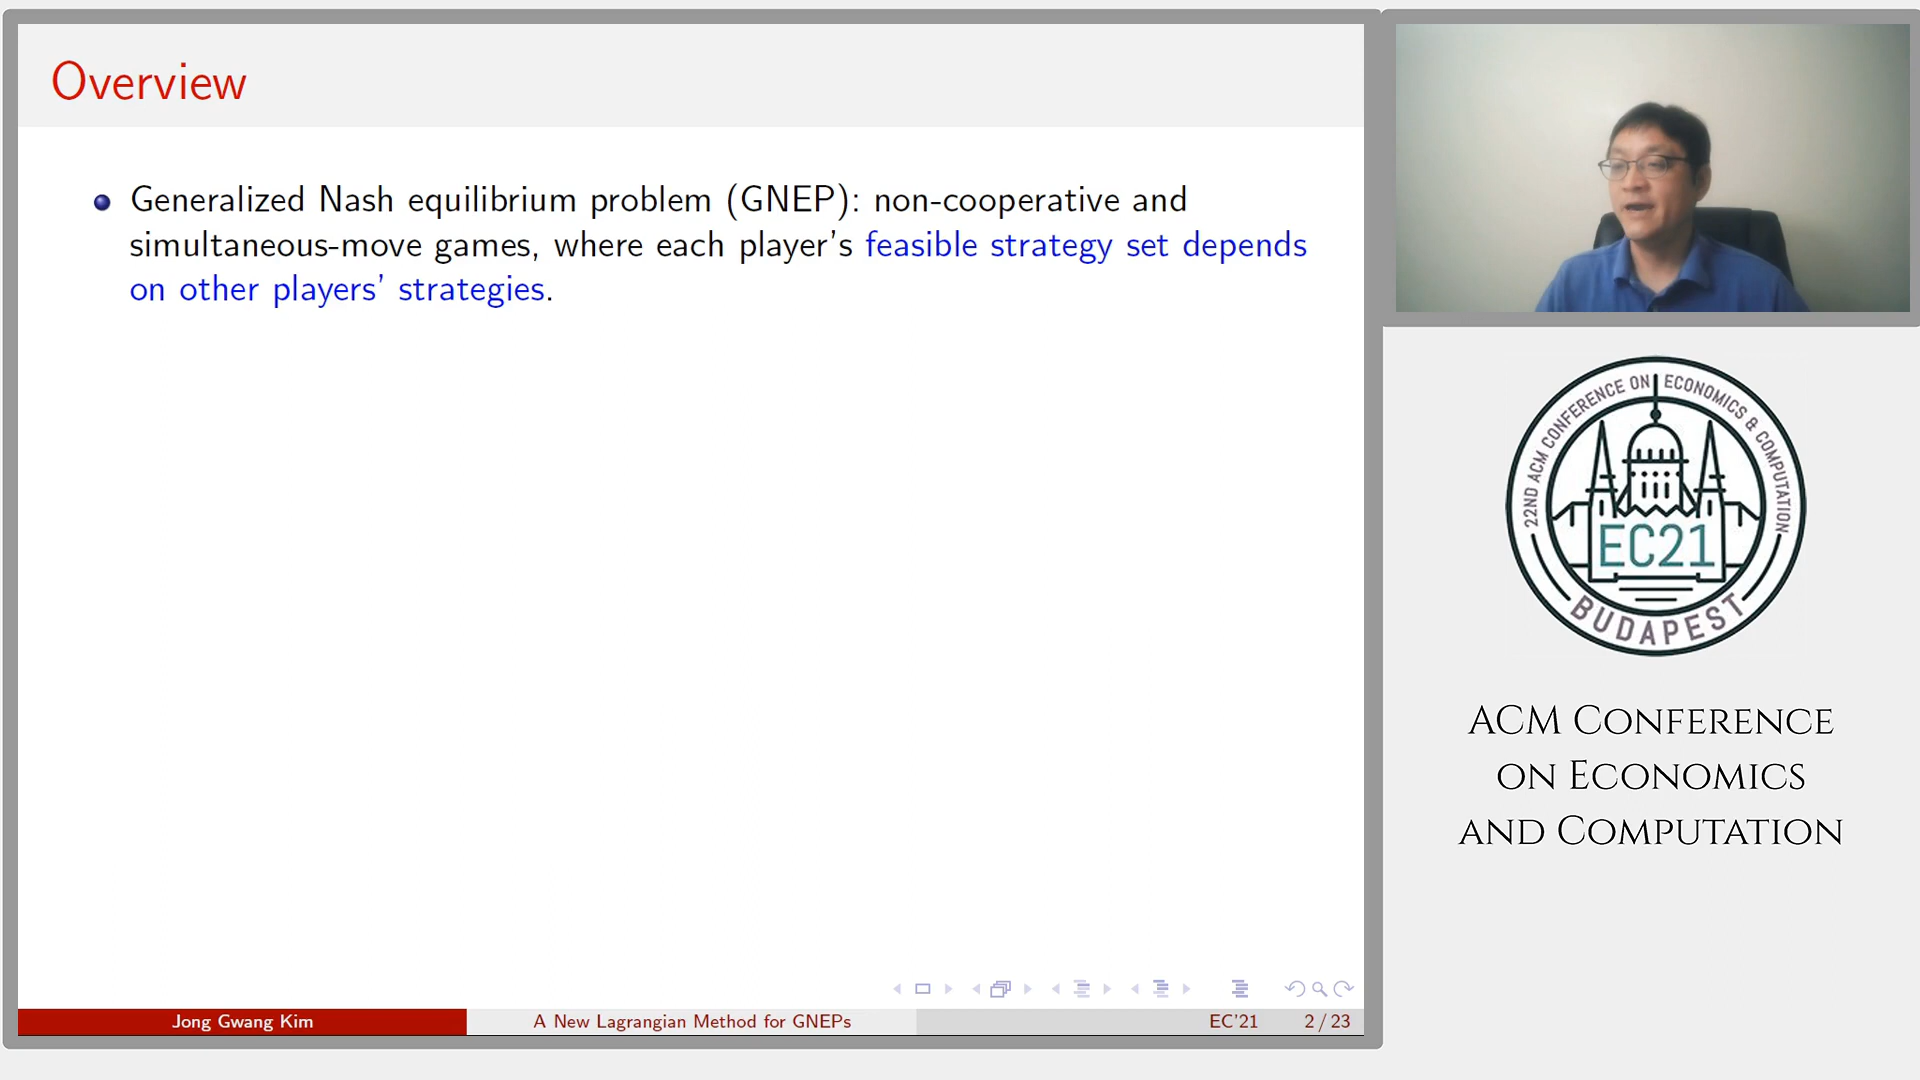 Overview
Generalized Nash equilibrium problem (GNEP): non-cooperative and
simultaneous-move games, where each player's feasible strategy set depends
on other players' strategies.
Jong Gwang Kim
A New Lagrangian Method for GNEPs
EC'21
2 / 23
22ND ACM CONFERENCE ON ECONOMICS & COMPUTATION
EC21
BUDAPEST
ACM CONFERENCE
ON ECONOMICS
AND COMPUTATION